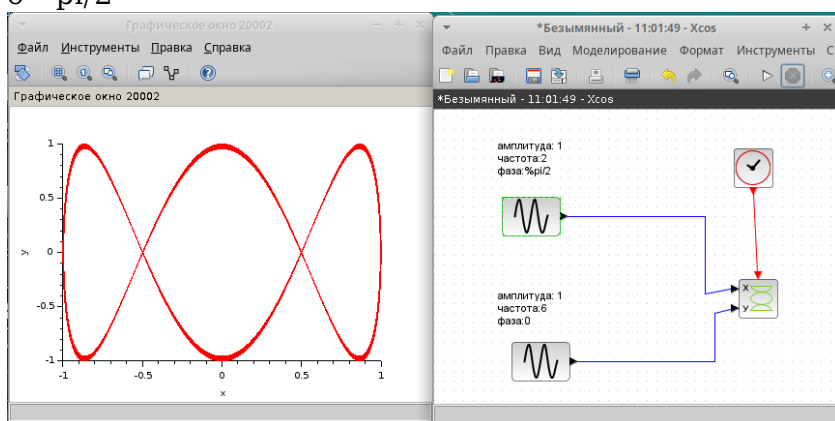 Графическое окно 20002
Файл Инструменты Правка Справка
Графическое окно 20002
1
0.5
0
-0.5
-1
y
-1 -0.5 0 0.5 1
x
*Безымянный - 11:01:49 - Xcos
Файл Правка Вид Моделирование Формат Инструменты
*Безымянный - 11:01:49 - Xcos
амплитуда: 1
частота:2
фаза:%pi/2
X
y
амплитуда: 1
частота:6
фаза:0